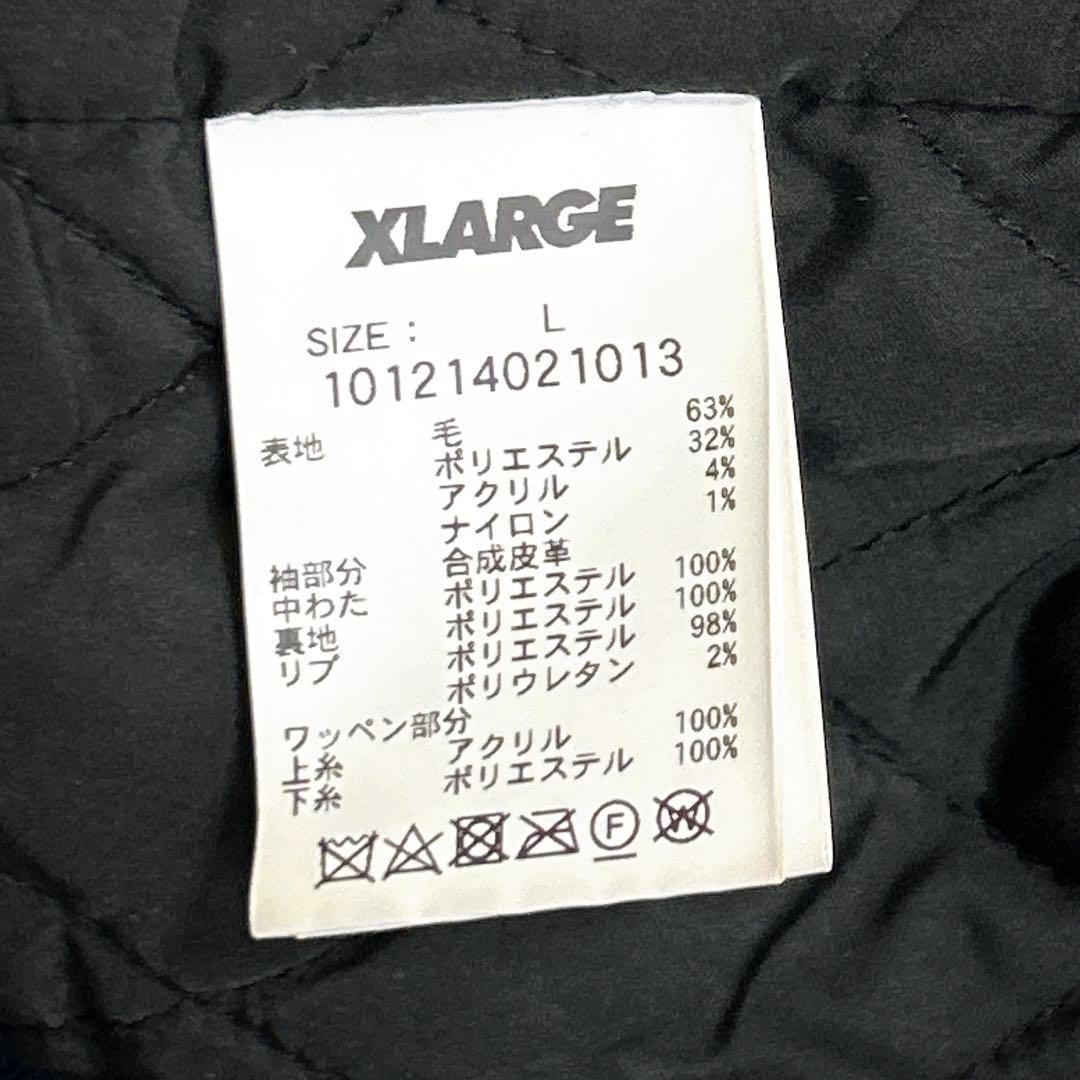 XLARGE
SIZE : L
101214021013
表地 毛 63%
ポリエステル 32%
アクリル 4%
ナイロン 1%
袖部分 合成皮革
中わた ポリエステル 100%
裏地 ポリエステル 100%
リブ ポリエステル 98%
ポリウレタン 2%
ワッペン部分
上糸 アクリル 100%
下糸 ポリエステル 100%
F W